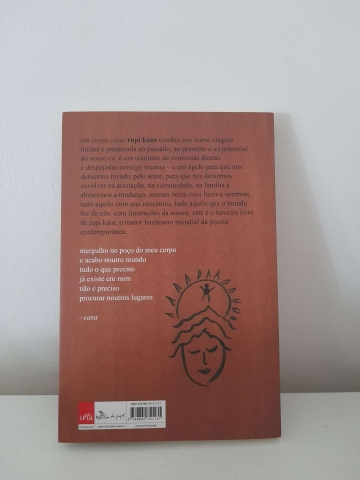 em corpo casa, rupi kaur conduz-nos numa viagem
íntima e ponderada ao passado, ao presente e ao potencial
do nosso eu. é um conjunto de conversas diretas
e despojadas consigo mesma – e um apelo para que nos
deixemos invadir pelo amor, para que nos deixemos
envolver na aceitação, na comunidade, na família e
abracemos a mudança. moram nesta casa luzes e sombras,
tudo aquilo com que nascemos, tudo aquilo que o mundo
fez de nós. com ilustrações da autora, este é o terceiro livro
de rupi kaur, o maior fenómeno mundial da poesia
contemporânea.
mergulho no poço do meu corpo
e acabo noutro mundo
tudo o que preciso
já existe em mim
não é preciso
procurar noutros lugares
- casa
leya